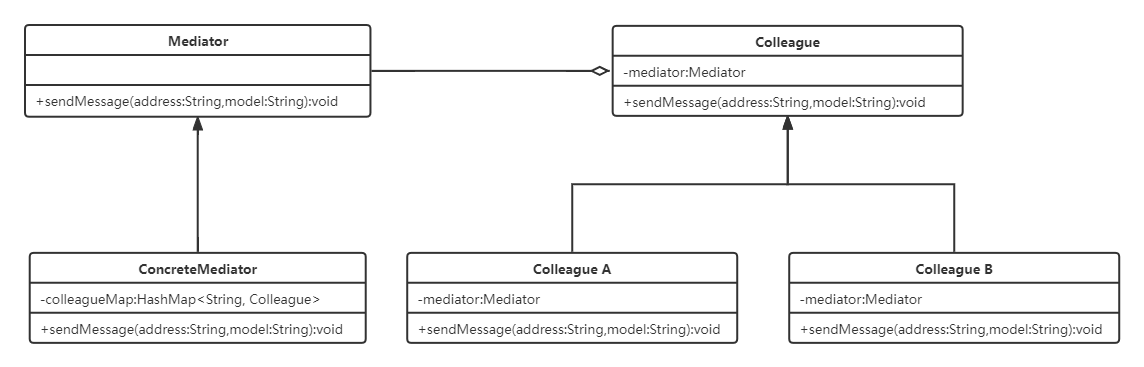 Mediator
+sendMessage(address:String,model:String):void
Colleague
-mediator:Mediator
+sendMessage(address:String,model:String):void
ConcreteMediator
-colleagueMap:HashMap<String, Colleague>
+sendMessage(address:String,model:String):void
Colleague A
-mediator:Mediator
+sendMessage(address:String,model:String):void
Colleague B
-mediator:Mediator
+sendMessage(address:String,model:String):void